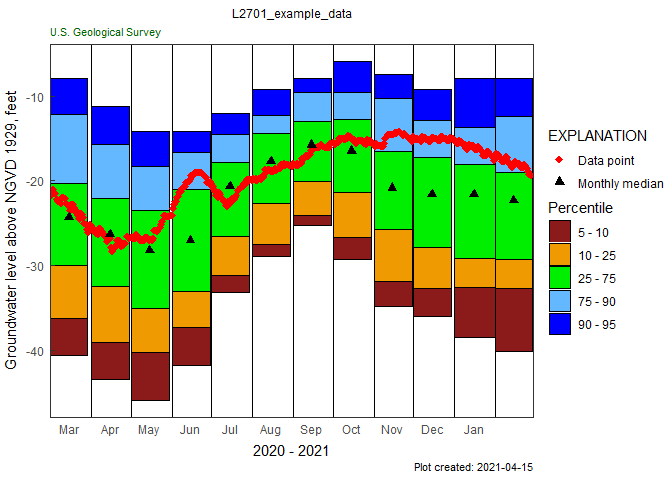 L2701_example_data
U.S. Geological Survey
Groundwater level above NGVD 1929, feet
-10
-20
-30
-40
Mar Apr May Jun Jul Aug Sep Oct Nov Dec Jan
2020 - 2021
Plot created: 2021-04-15
EXPLANATION
Data point
Monthly median
Percentile
5 - 10
10 - 25
25 - 75
75 - 90
90 - 95